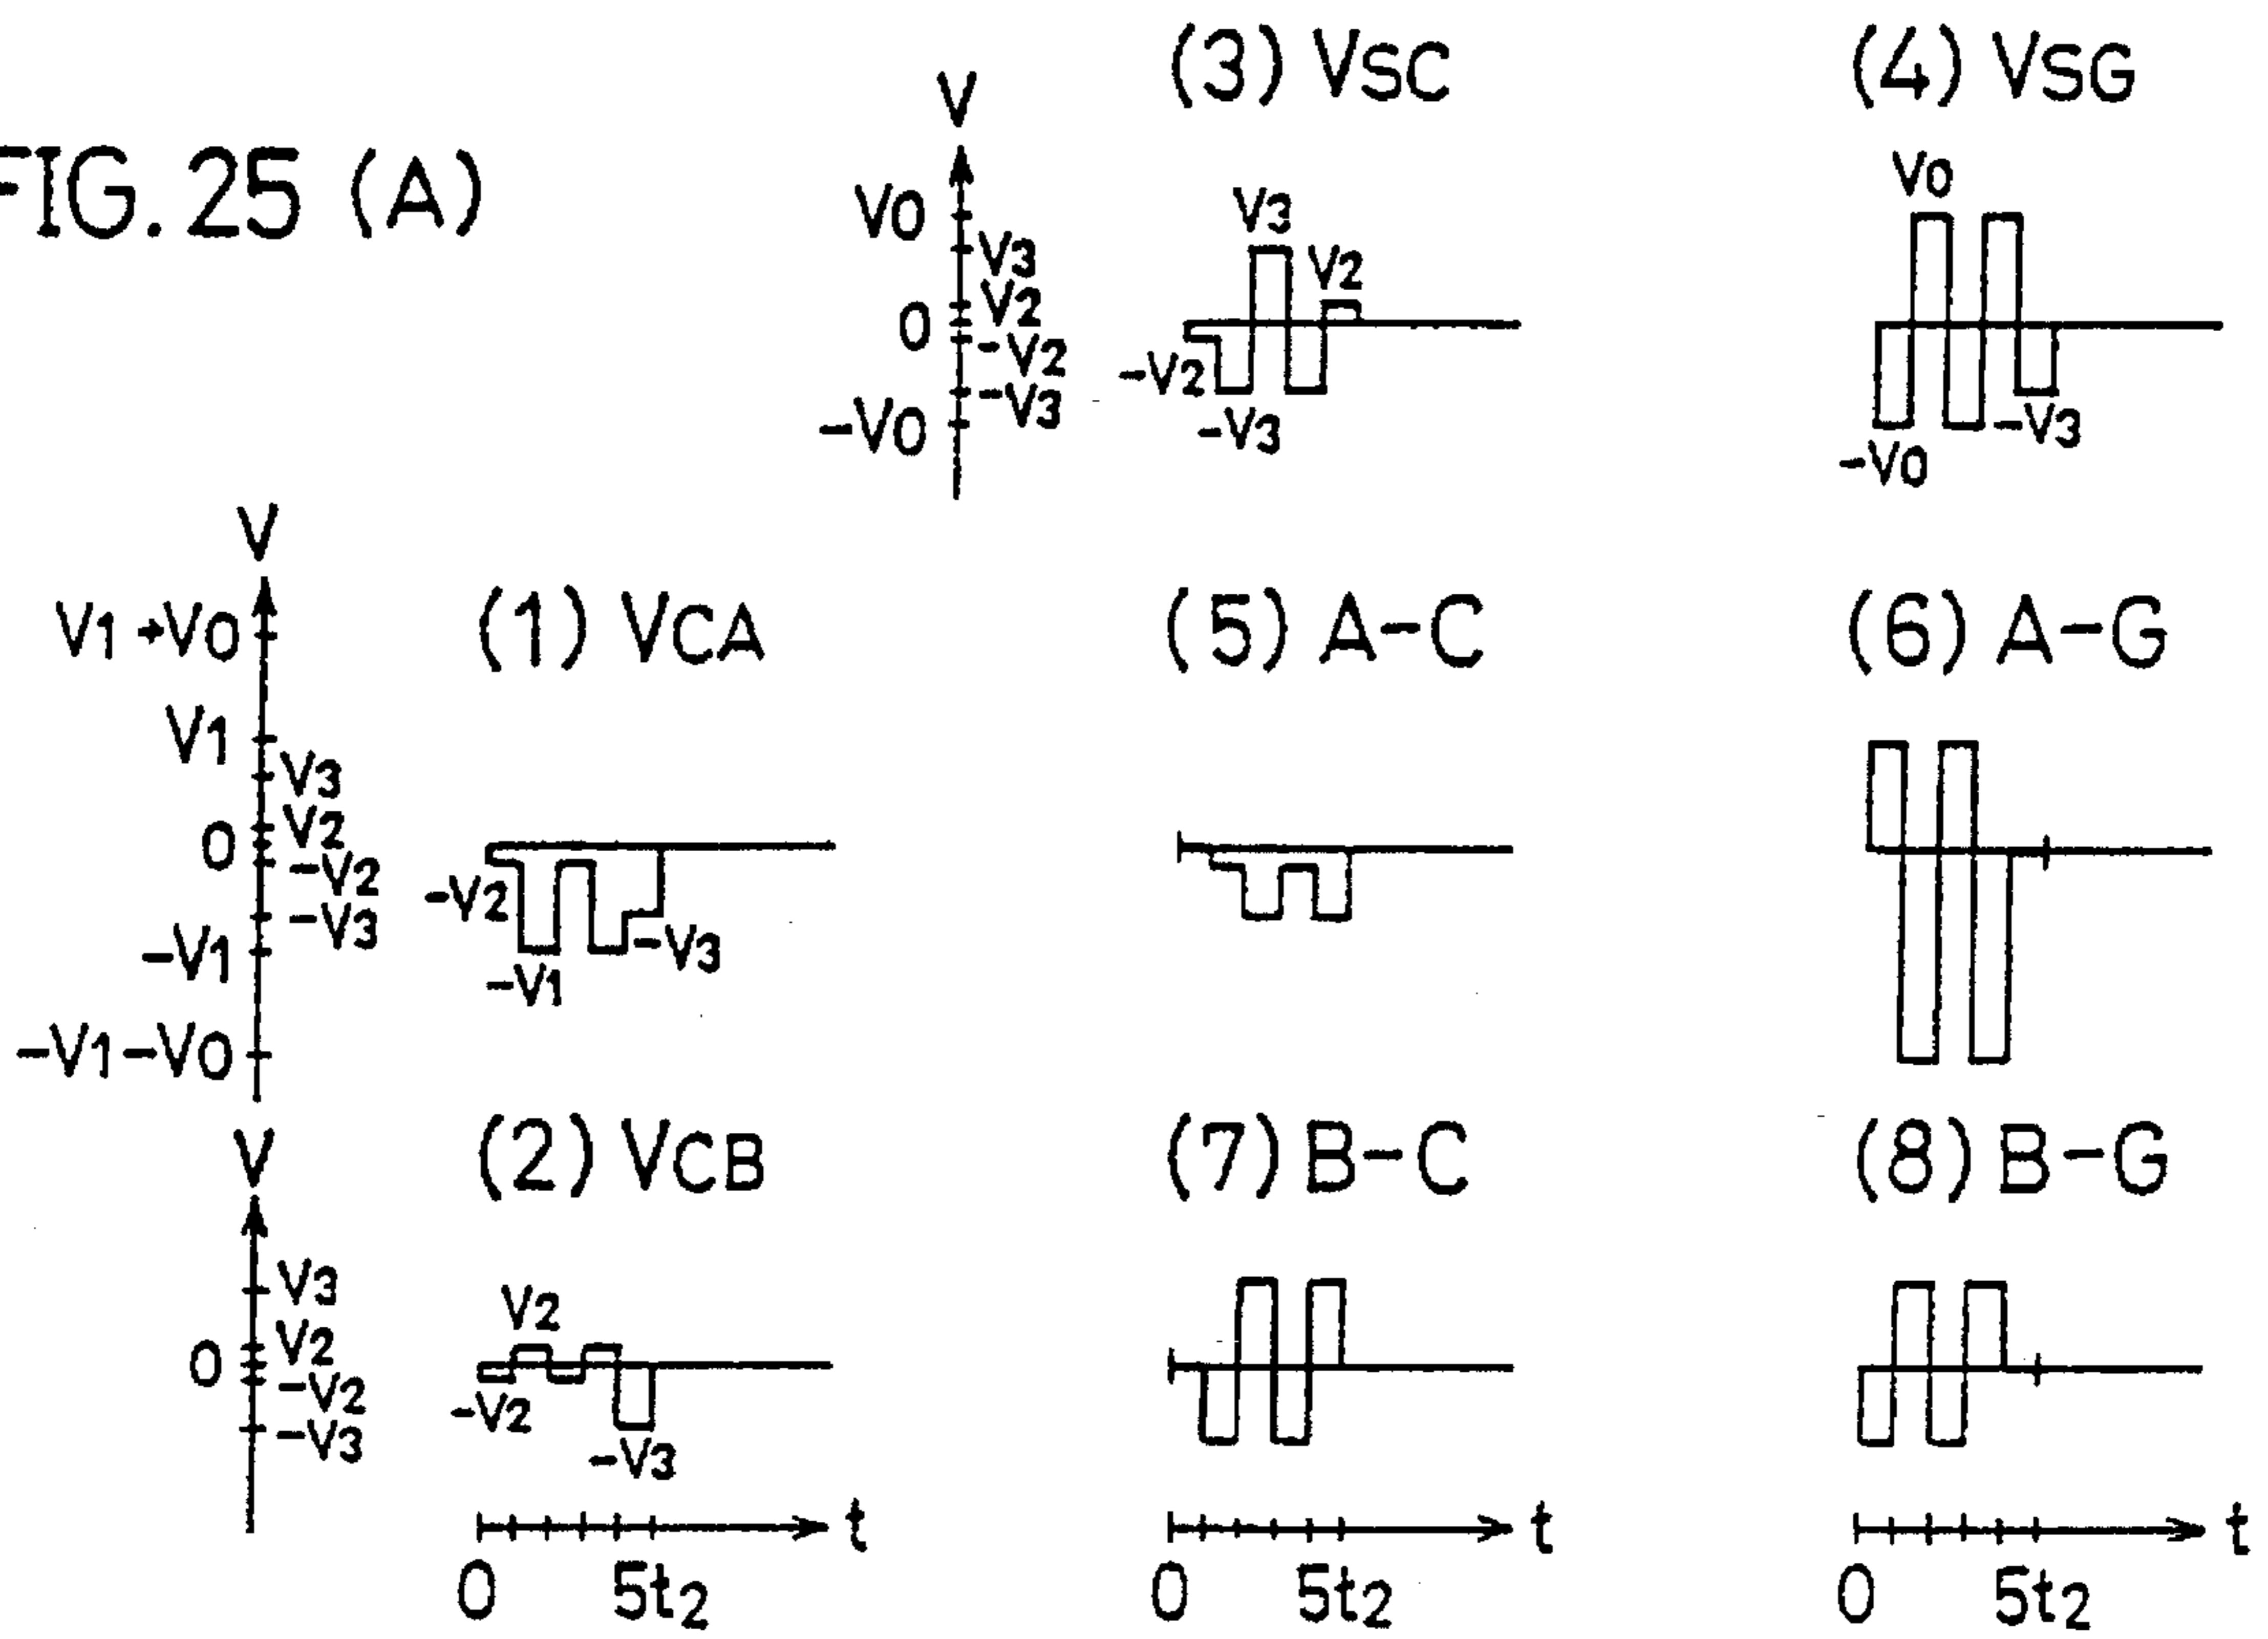 FIG. 25 (A)
(3) VSC
(4) VSG
V
V0
V3
V2
0
-V2
-V3
-V0
V3
V2
-V2
-V3
V0
-V3
-V0
V
V1+V0
V1
V3
V2
0
-V2
-V3
-V1
-V1-V0
(1) VCA
-V2
-V1
-V3
(5) A-C
(6) A-G
V
V3
V2
0
-V2
-V3
(2) VCB
V2
-V2
-V3
(7) B-C
(8) B-G
t
0
5t2
t
0
5t2
t
0
5t2